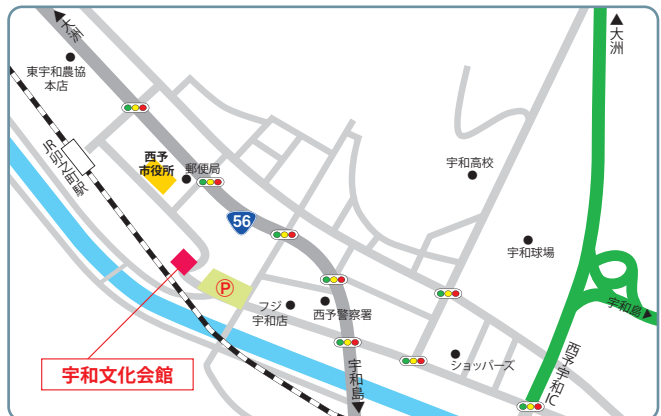 大洲
大洲
東宇和農協
本店
JR卯之町駅
西予
市役所
郵便局
56
宇和高校
宇和球場
P
フジ
宇和店
西予警察署
宇和島
ショッパーズ
宇和文化会館
宇和島
西予宇和IC